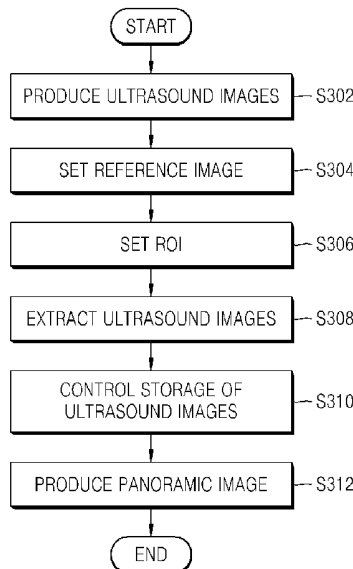 START
PRODUCE ULTRASOUND IMAGES
S302
SET REFERENCE IMAGE
S304
SET ROI
S306
EXTRACT ULTRASOUND IMAGES
S308
CONTROL STORAGE OF
ULTRASOUND IMAGES
S310
PRODUCE PANORAMIC IMAGE
S312
END